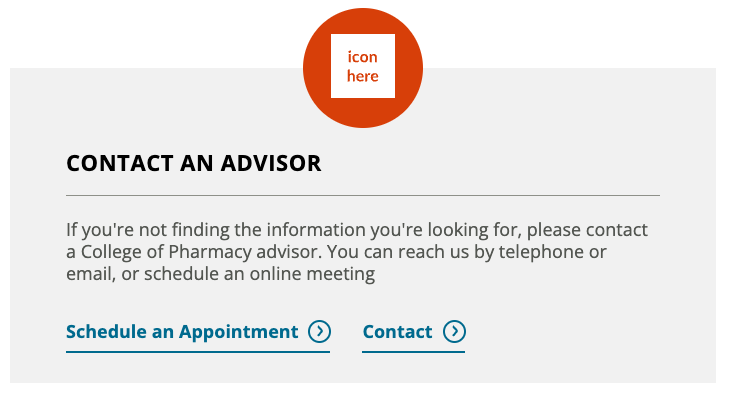 icon
here
CONTACT AN ADVISOR
If you're not finding the information you're looking for, please contact
a College of Pharmacy advisor. You can reach us by telephone or
email, or schedule an online meeting
Schedule an Appointment Contact